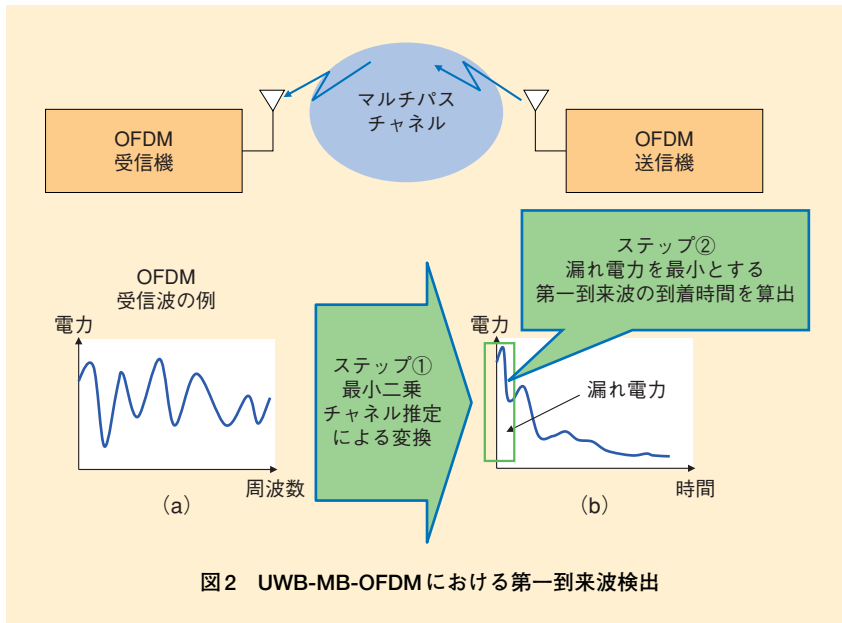 マルチパス
チャネル
OFDM
受信機
OFDM
送信機
ステップ②
漏れ電力を最小とする
第一到来波の到着時間を算出
OFDM
受信波の例
電力
周波数
(a)
ステップ①
最小二乗
チャネル推定
による変換
電力
漏れ電力
時間
(b)
図2 UWB-MB-OFDMにおける第一到来波検出